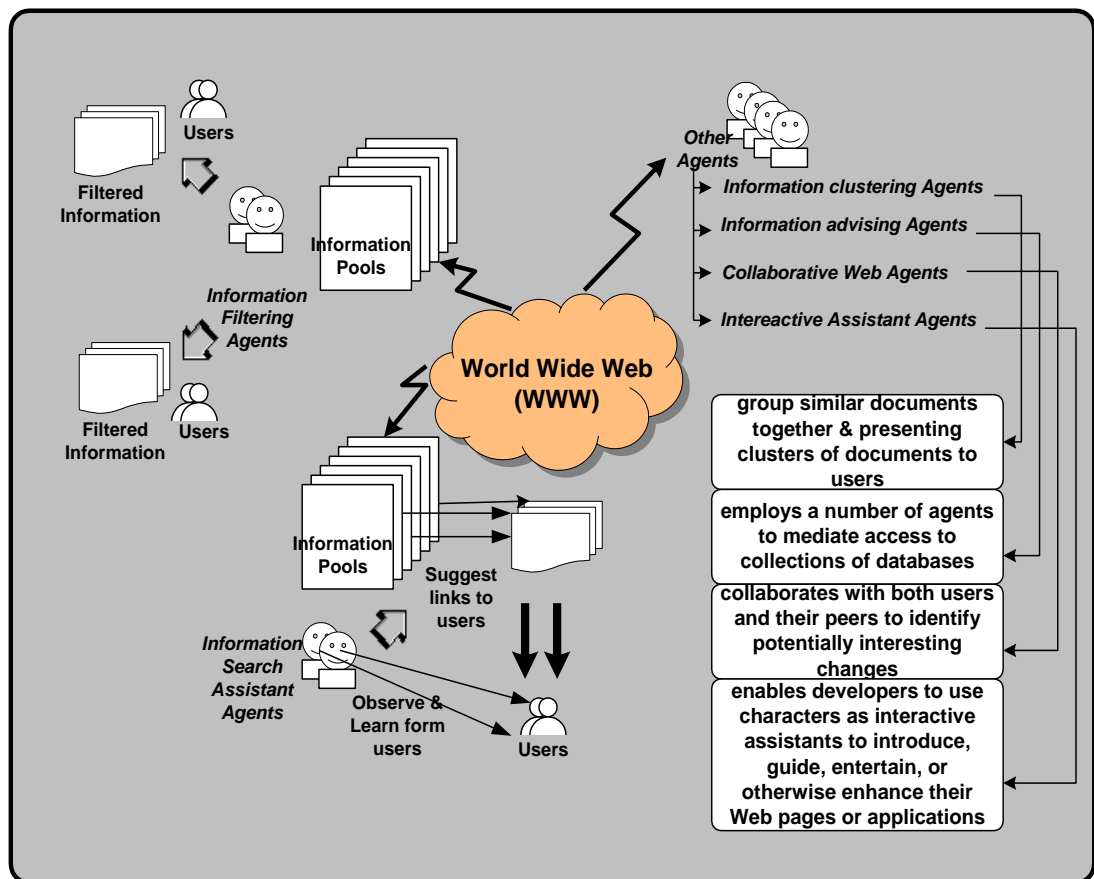 Users
Filtered
Information
Information
Filtering
Agents
Filtered
Information
Users
Information
Pools
World Wide Web
(WWW)
Information
Pools
Suggest
links to
users
Information
Search
Assistant
Agents
Observe &
Learn form
users
Users
Other
Agents
Information clustering Agents
Information advising Agents
Collaborative Web Agents
Intereactive Assistant Agents
group similar documents
together & presenting
clusters of documents to
users
employs a number of agents
to mediate access to
collections of databases
collaborates with both users
and their peers to identify
potentially interesting
changes
enables developers to use
characters as interactive
assistants to introduce,
guide, entertain, or
otherwise enhance their
Web pages or applications